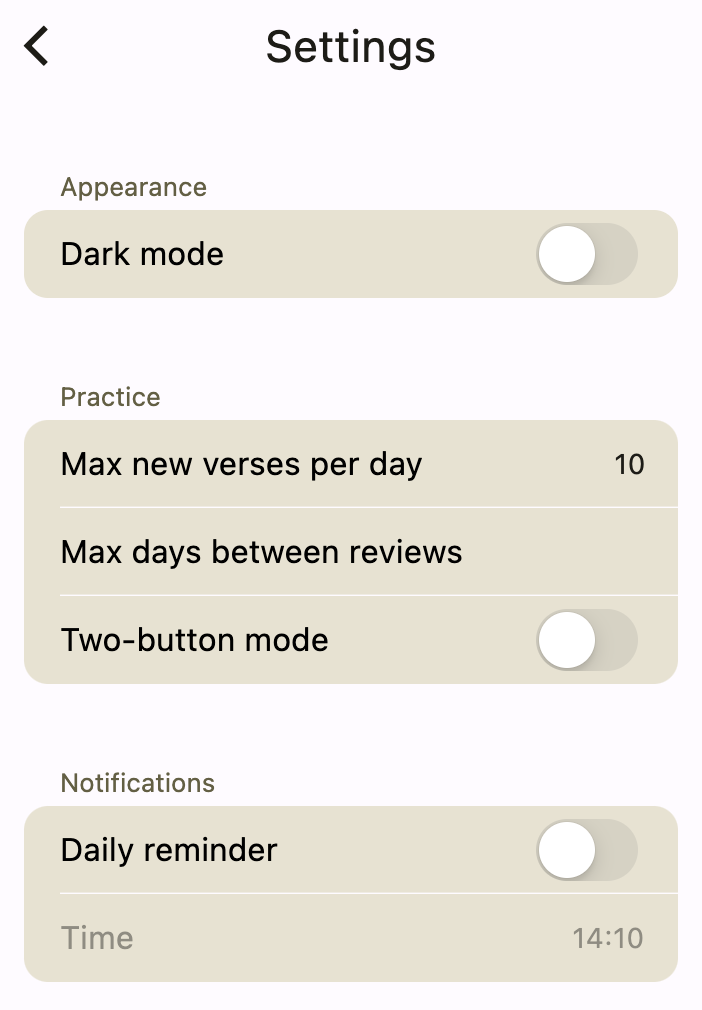 Settings
Appearance
Dark mode
Practice
Max new verses per day 10
Max days between reviews
Two-button mode
Notifications
Daily reminder
Time 14:10